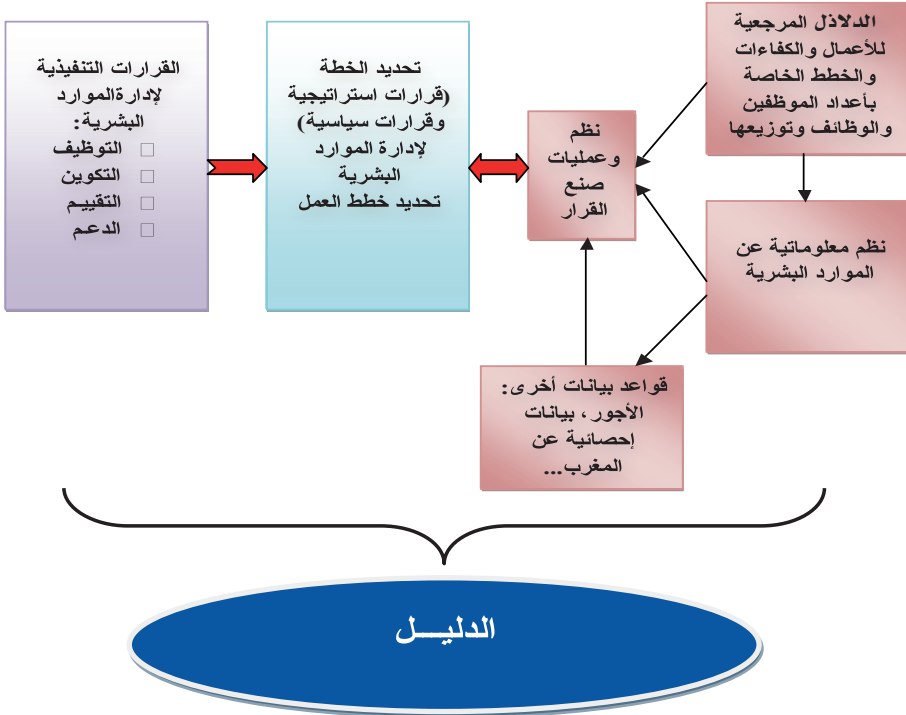 الدلاذل المرجعية
للأعمال والكفاءات
والخطط الخاصة
بأعداد الموظفين
والوظائف وتوزيعها
نظم معلوماتية عن
الموارد البشرية
نظم
وعمليات
صنع
القرار
قواعد بيانات أخرى:
الأجور، بيانات
إحصائية عن
المغرب...
تحديد الخطة
(قرارات استراتيجية
وقرارات سياسية)
لإدارة الموارد
البشرية
تحديد خطط العمل
القرارات التنفيذية
لإدارةالموارد
البشرية:
□ التوظيف
□ التكوين
□ التقييم
□ الدعم
الدليـــل